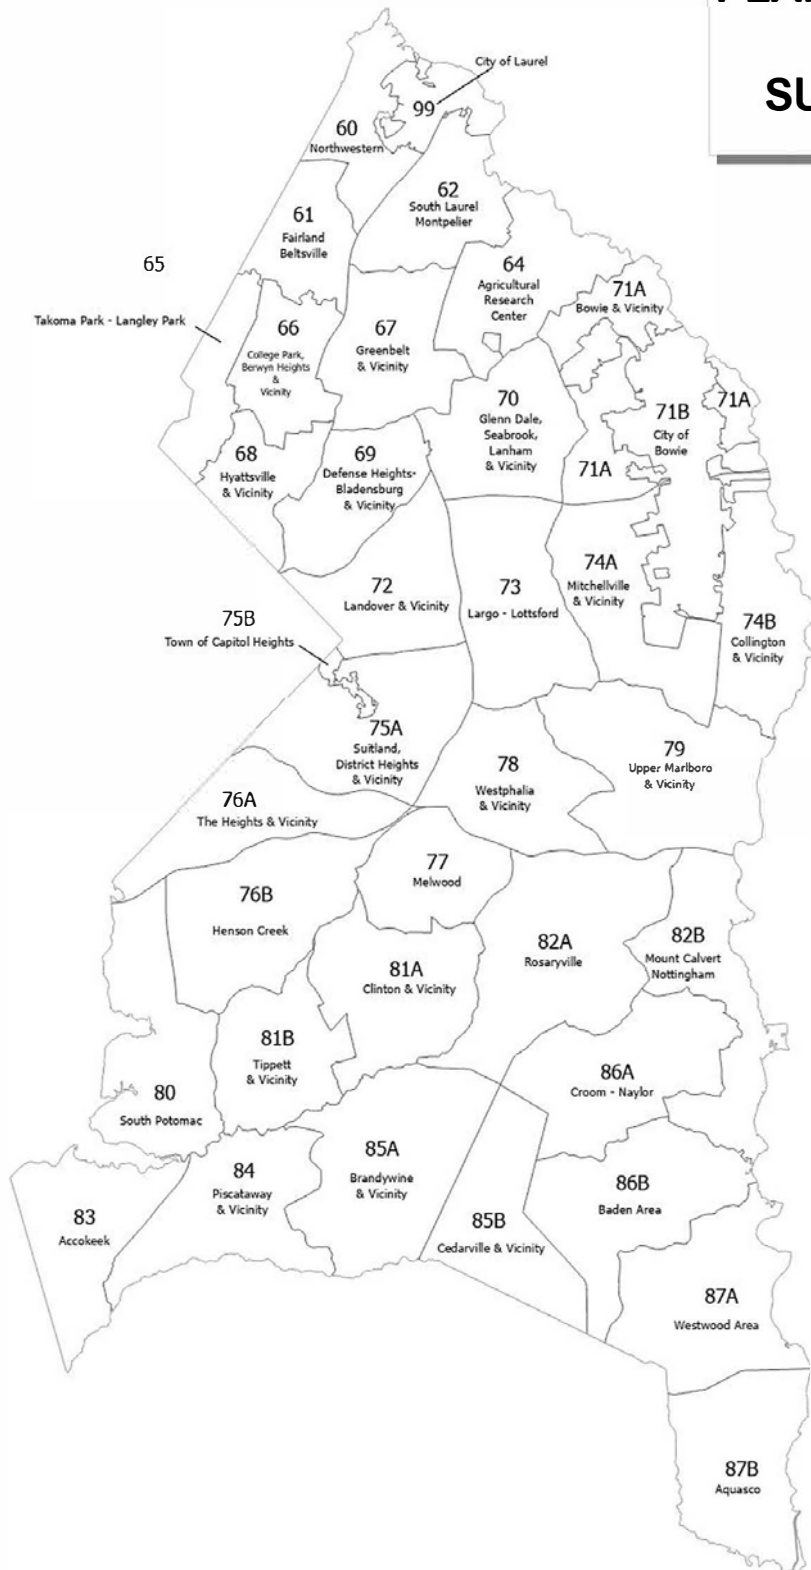 SU
City of Laurel
99
60
Northwestern
62
South Laurel
Montpelier
61
Fairland
Beltsville
65
Takoma Park - Langley Park
64
Agricultural
Research
Center
71A
Bowie & Vicinity
66
College Park,
Berwyn Heights
&
Vicinity
67
Greenbelt
& Vicinity
70
Glenn Dale,
Seabrook,
Lanham
& Vicinity
71B
City of
Bowie
71A
68
Hyattsville
& Vicinity
69
Defense Heights-
Bladensburg
& Vicinity
71A
72
Landover & Vicinity
73
Largo - Lottsford
74A
Mitchellville
& Vicinity
74B
Collington
& Vicinity
75B
Town of Capitol Heights
75A
Suitland,
District Heights
& Vicinity
78
Westphalia
& Vicinity
79
Upper Marlboro
& Vicinity
76A
The Heights & Vicinity
77
Melwood
76B
Henson Creek
81A
Clinton & Vicinity
82A
Rosaryville
82B
Mount Calvert
Nottingham
81B
Tippett
& Vicinity
80
South Potomac
86A
Croom - Naylor
85A
Brandywine
& Vicinity
84
Piscataway
& Vicinity
83
Accokeek
85B
Cedarville & Vicinity
86B
Baden Area
87A
Westwood Area
87B
Aquasco